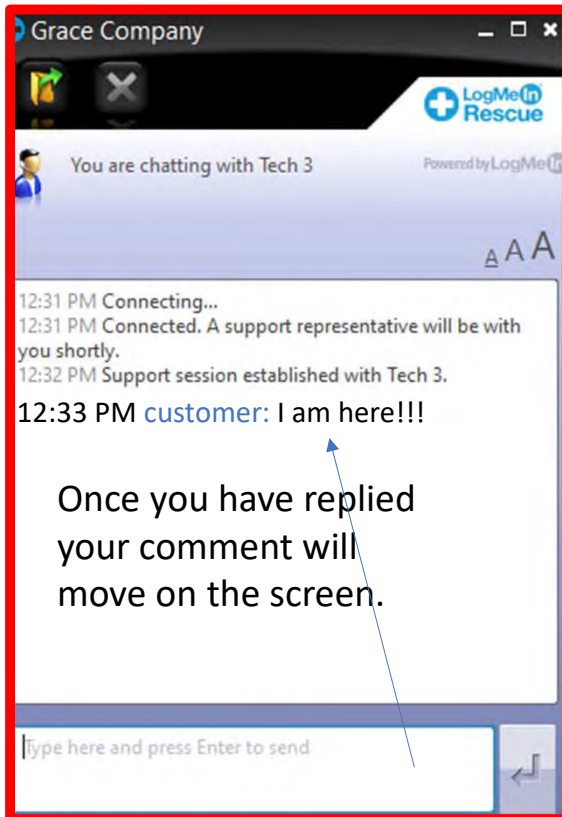 Grace Company
LogMeIn
Rescue
You are chatting with Tech 3
Powered by LogMeIn
A A A
12:31 PM Connecting...
12:31 PM Connected. A support representative will be with
you shortly.
12:32 PM Support session established with Tech 3.
12:33 PM customer: I am here!!!
Once you have replied
your comment will
move on the screen.
Type here and press Enter to send